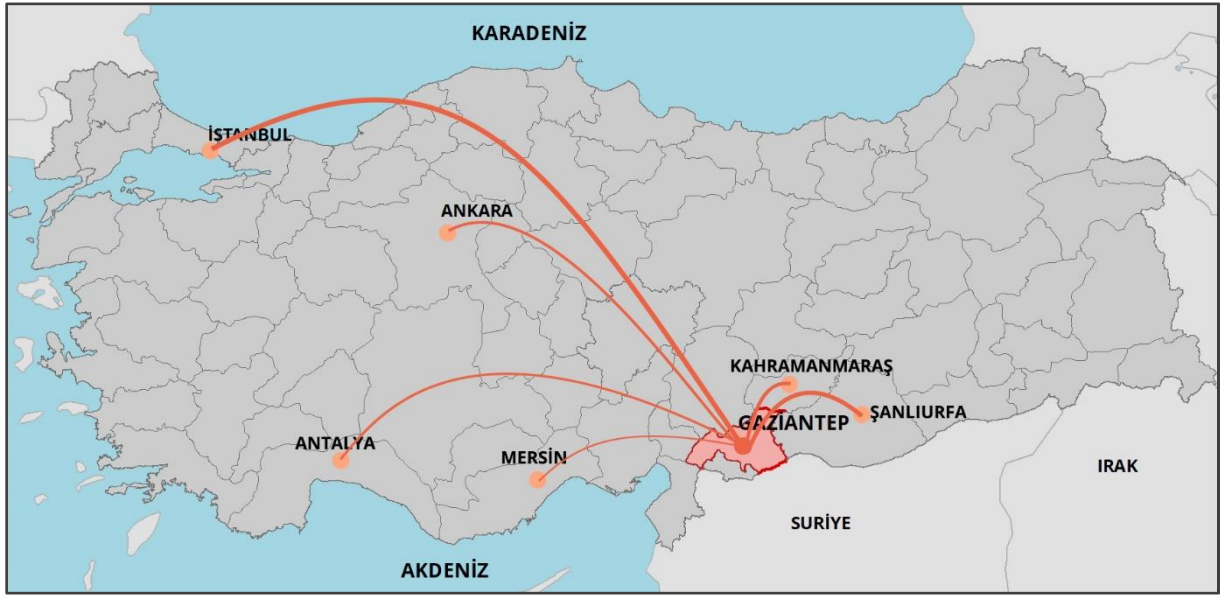 KARADENİZ
İSTANBUL
ANKARA
KAHRAMANMARAŞ
ŞANLIURFA
GAZİANTEP
ANTALYA
MERSİN
IRAK
SURİYE
AKDENİZ